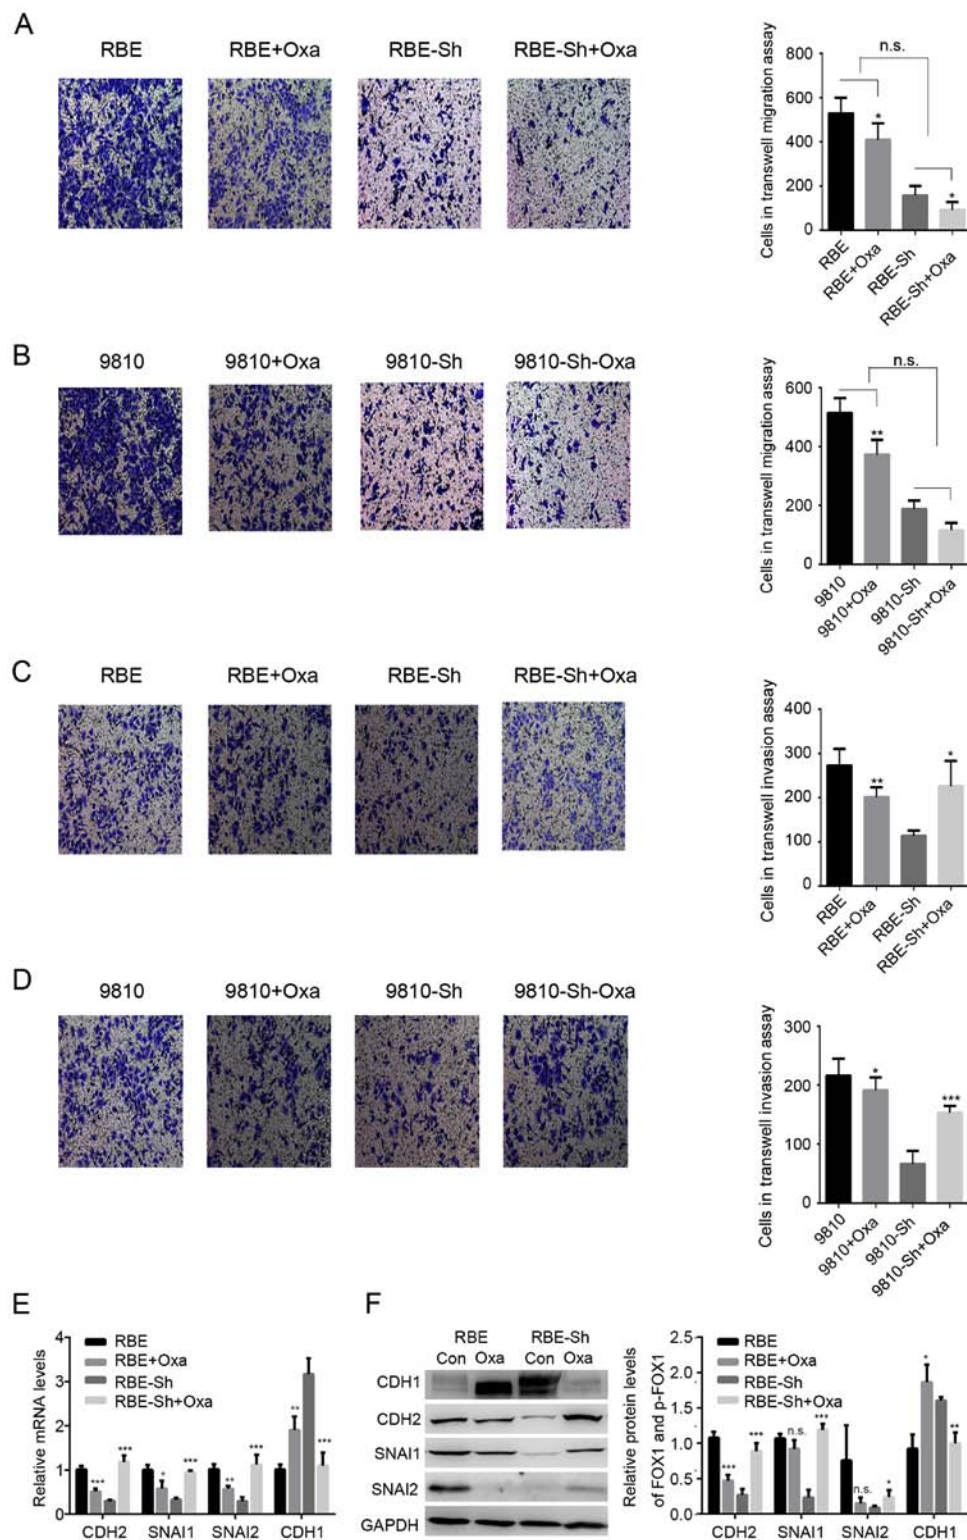 A
RBE
RBE+Oxa
RBE-Sh
RBE-Sh+Oxa
Cells in transwell migration assay
800
600
400
200
0
n.s.
*
*
RBE
RBE+Oxa
RBE-Sh
RBE-Sh+Oxa
B
9810
9810+Oxa
9810-Sh
9810-Sh-Oxa
Cells in transwell migration assay
600
400
200
0
n.s.
**
9810
9810+Oxa
9810-Sh
9810-Sh+Oxa
C
RBE
RBE+Oxa
RBE-Sh
RBE-Sh+Oxa
Cells in transwell invasion assay
400
300
200
100
0
**
*
RBE
RBE+Oxa
RBE-Sh
RBE-Sh+Oxa
D
9810
9810+Oxa
9810-Sh
9810-Sh-Oxa
Cells in transwell invasion assay
300
200
100
0
*
***
9810
9810+Oxa
9810-Sh
9810-Sh+Oxa
E
Relative mRNA levels
4
3
2
1
0
RBE
RBE+Oxa
RBE-Sh
RBE-Sh+Oxa
***
***
*
***
**
***
**
***
CDH2
SNAI1
SNAI2
CDH1
F
RBE
RBE-Sh
Con
Oxa
Con
Oxa
CDH1
CDH2
SNAI1
SNAI2
GAPDH
Relative protein levels
of FOX1 and p-FOX1
2.5
2.0
1.5
1.0
0.5
0
RBE
RBE+Oxa
RBE-Sh
RBE-Sh+Oxa
***
***
n.s.
***
n.s.
*
*
**
CDH2
SNAI1
SNAI2
CDH1